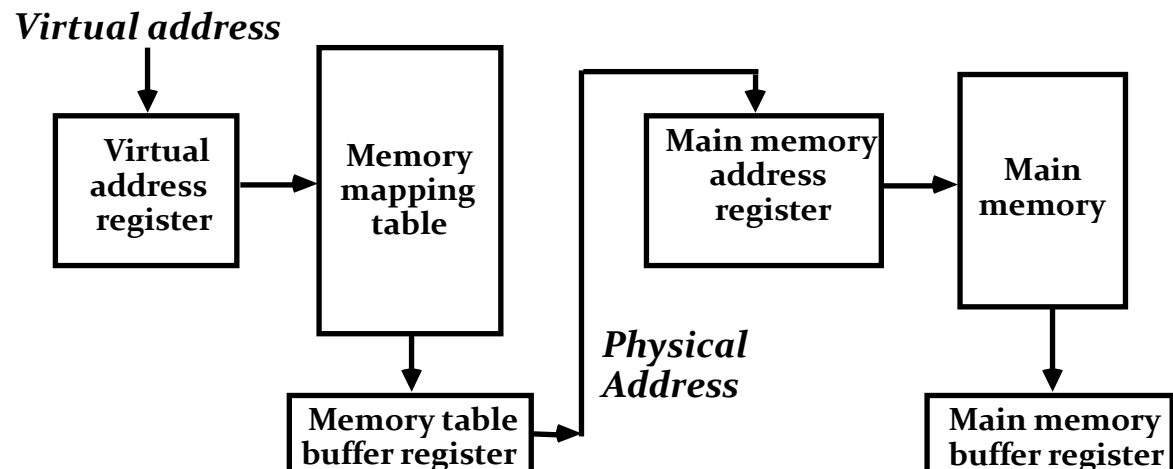 Virtual address
Virtual
address
register
Memory
mapping
table
Main memory
address
register
Main
memory
Physical
Address
Memory table
buffer register
Main memory
buffer register